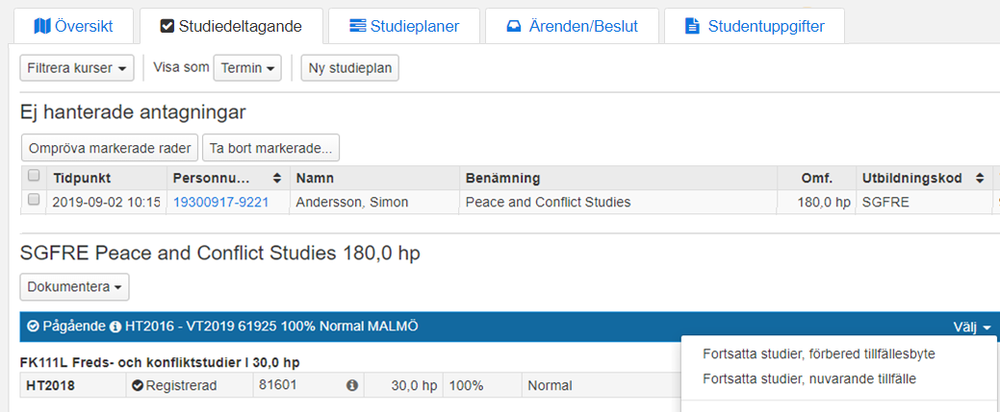 Översikt Studiedeltagande Studieplaner Ärenden/Beslut Studentuppgifter
Filtrera kurser Visa som Termin Ny studieplan
Ej hanterade antagningar
Ompröva markerade rader Ta bort markerade...
Tidpunkt Personnu... Namn Benämning Omf. Utbildningskod
2019-09-02 10:15 19300917-9221 Andersson, Simon Peace and Conflict Studies 180,0 hp SGFRE
SGFRE Peace and Conflict Studies 180,0 hp
Dokumentera
Pågående HT2016 - VT2019 61925 100% Normal MALMÖ Välj
Fortsatta studier, förbered tillfällesbyte
FK111L Freds- och konfliktstudier I 30,0 hp
Fortsatta studier, nuvarande tillfälle
HT2018 Registrerad 81601 30,0 hp 100% Normal